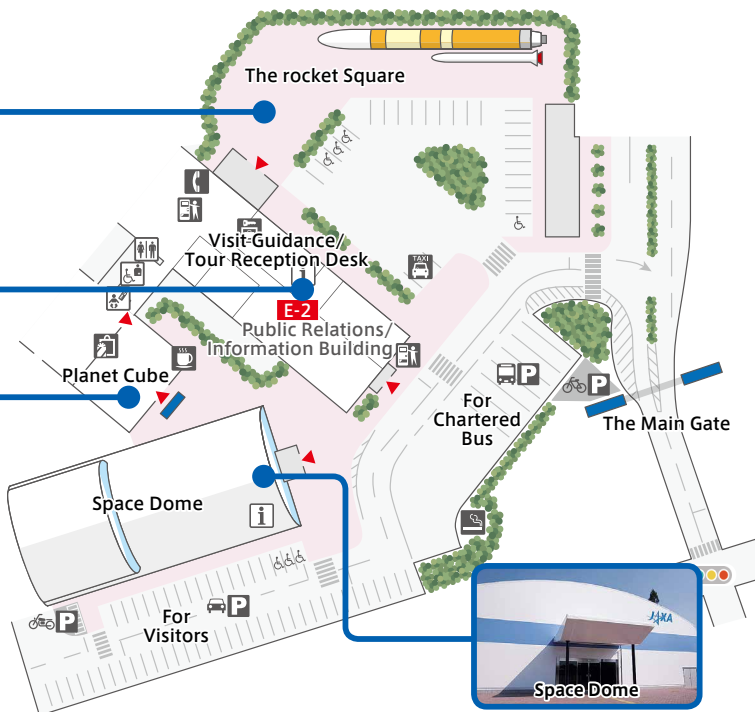 The rocket Square
TAXI
Visit Guidance/
Tour Reception Desk
i
E-2
Public Relations/
Information Building
Planet Cube
P
P
For
Chartered
Bus
The Main Gate
Space Dome
i
P
P
For
Visitors
JAXA
Space Dome